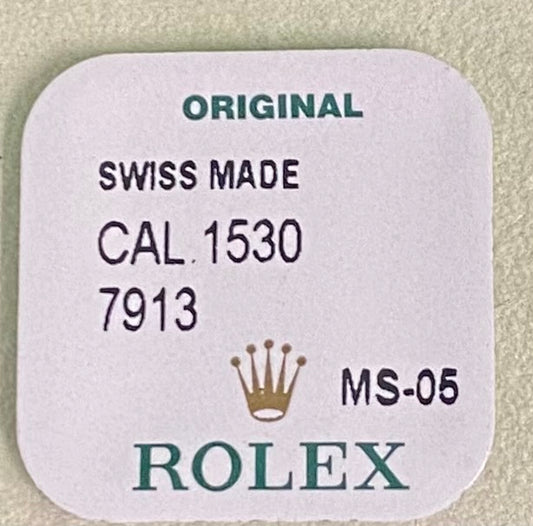 ORIGINAL
SWISS MADE
CAL.1530
7913
MS-05
ROLEX